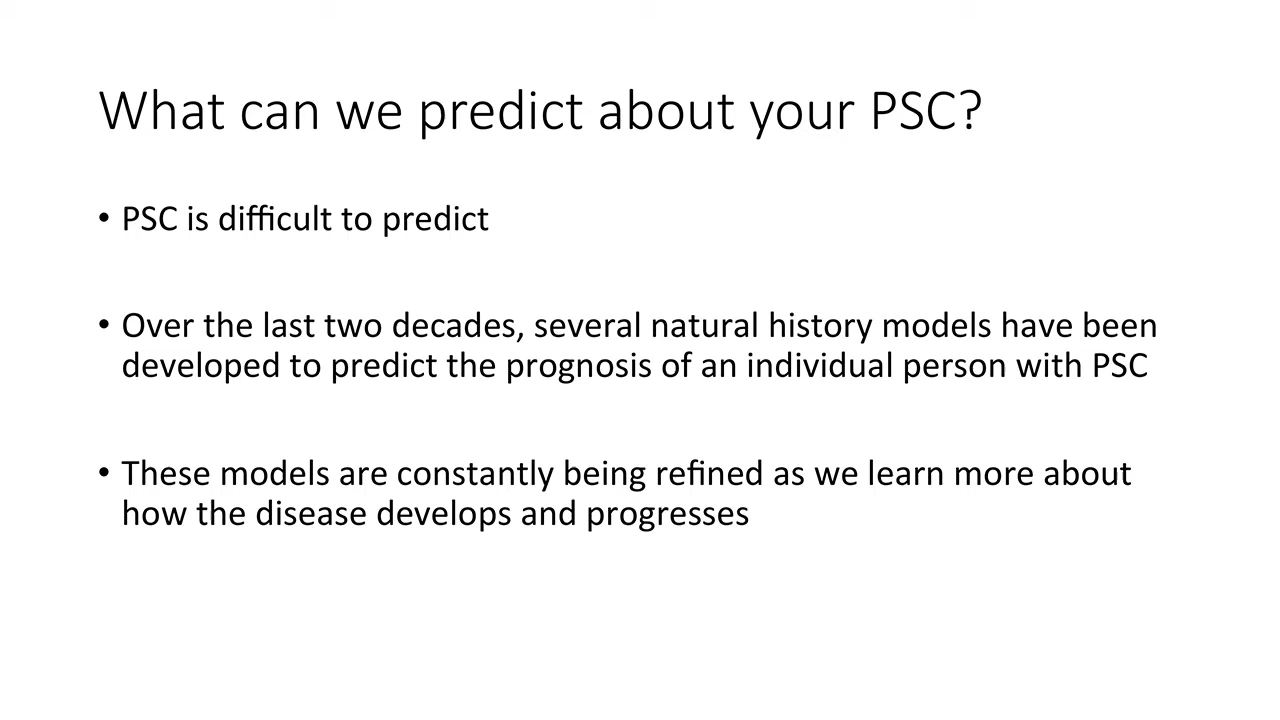 What can we predict about your PSC?
• PSC is difficult to predict
• Over the last two decades, several natural history models have been
developed to predict the prognosis of an individual person with PSC
• These models are constantly being refined as we learn more about
how the disease develops and progresses